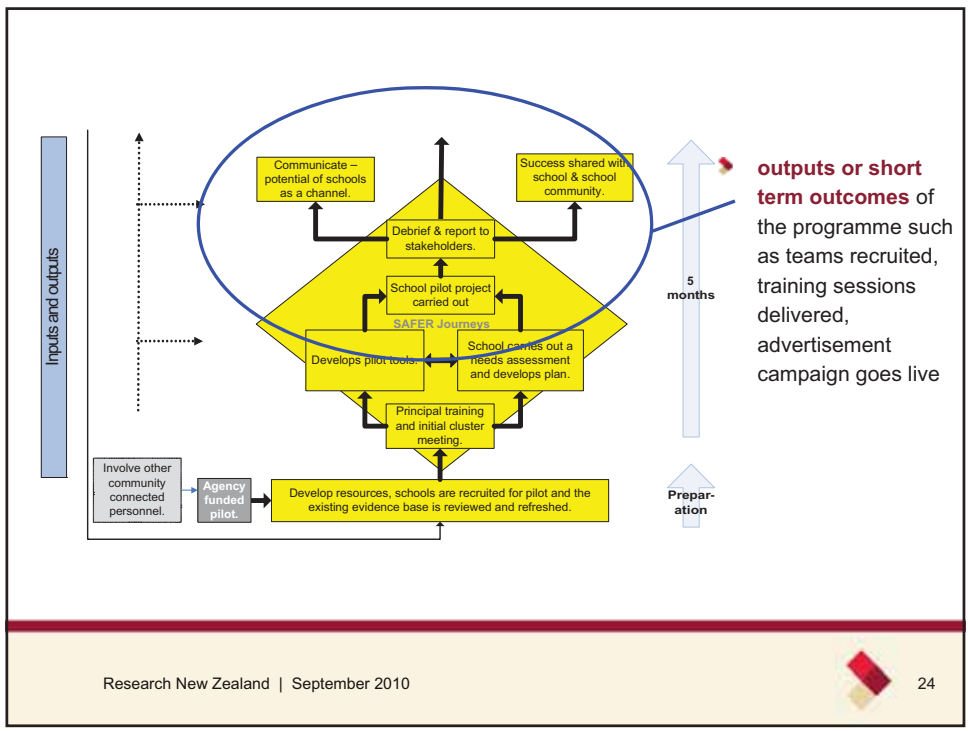 Inputs and outputs
Communicate –
potential of schools
as a channel.
Success shared with
school & school
community.
Debrief & report to
stakeholders.
School pilot project
carried out
SAFER Journeys
Develops pilot tools.
School carries out a
needs assessment
and develops plan.
Principal training
and initial cluster
meeting.
Involve other
community
connected
personnel.
Agency
funded
pilot.
Develop resources, schools are recruited for pilot and the
existing evidence base is reviewed and refreshed.
5
months
Prepar-
ation
outputs or short
term outcomes of
the programme such
as teams recruited,
training sessions
delivered,
advertisement
campaign goes live
Research New Zealand | September 2010
24